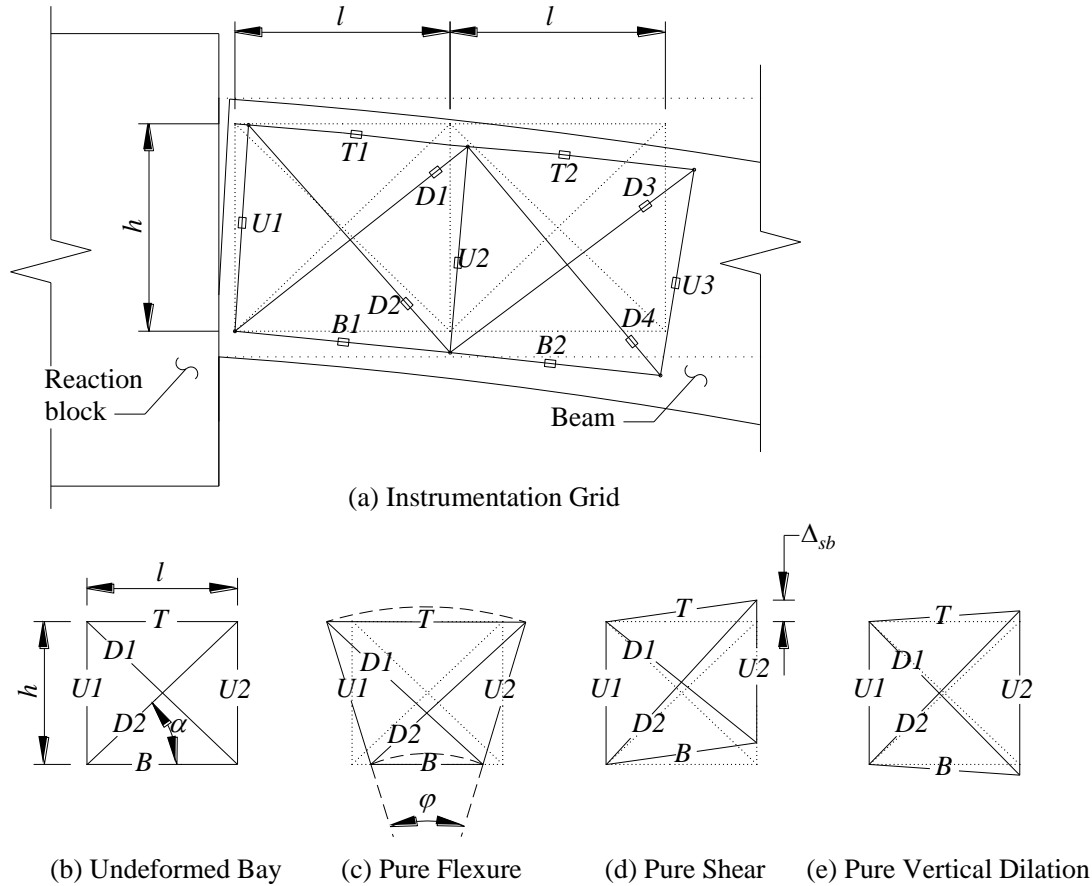 l l
T1
T2
D1
D3
h
U1
U2
U3
D2
D4
B1
B2
Reaction
block
Beam
(a) Instrumentation Grid
Δsb
l
T
D1
h
U1
U2
D2
α
B
T̅
D1
U1
U2
D2
B
φ
T
D1
U2
U1
D2
B
T
D1
U1
U2
D2
B
(b) Undeformed Bay (c) Pure Flexure (d) Pure Shear (e) Pure Vertical Dilation